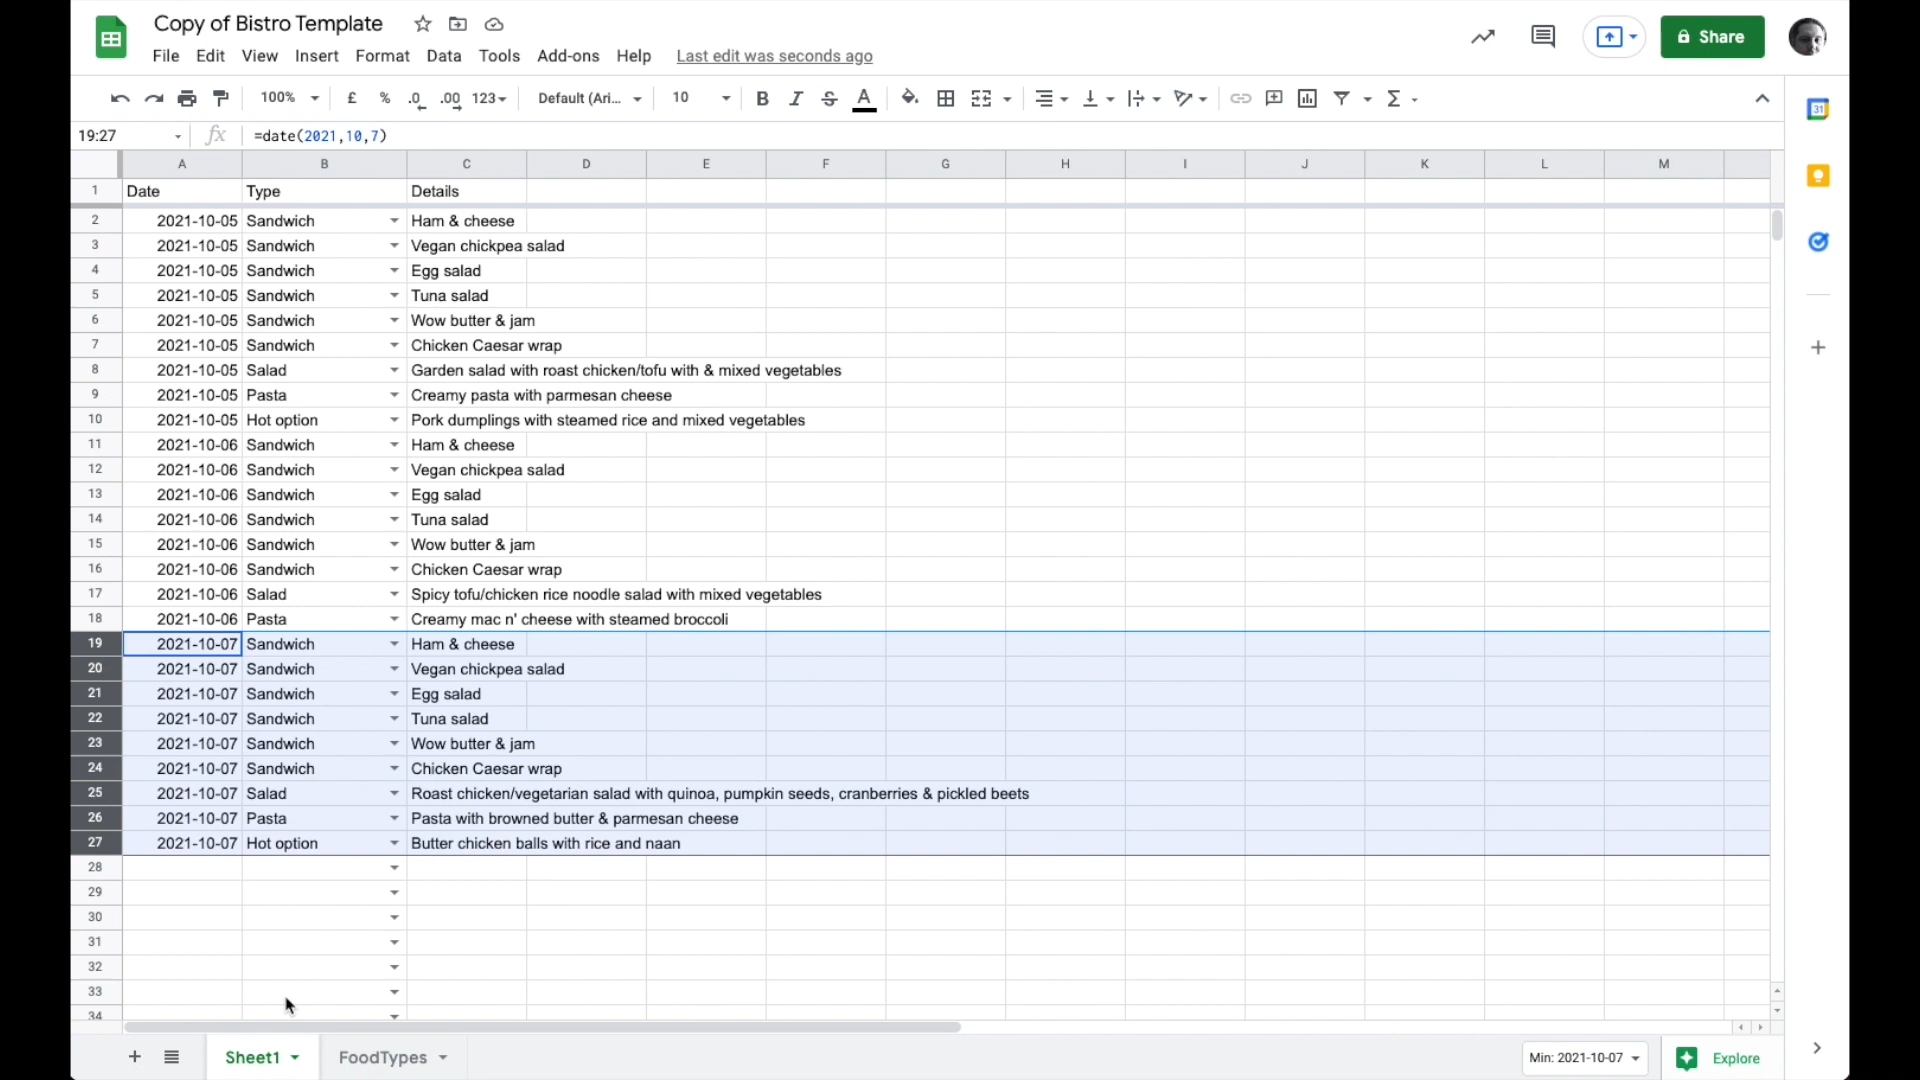 Copy of Bistro Template
File Edit View Insert Format Data Tools Add-ons Help Last edit was seconds ago
Share
100% £ % .0 .00 123 Default (Ari... 10 B I S A Σ
31
19:27 fx =date(2021,10,7)
A B C D E F G H I J K L M
1 Date Type Details
2 2021-10-05 Sandwich Ham & cheese
3 2021-10-05 Sandwich Vegan chickpea salad
4 2021-10-05 Sandwich Egg salad
5 2021-10-05 Sandwich Tuna salad
6 2021-10-05 Sandwich Wow butter & jam
7 2021-10-05 Sandwich Chicken Caesar wrap
8 2021-10-05 Salad Garden salad with roast chicken/tofu with & mixed vegetables
9 2021-10-05 Pasta Creamy pasta with parmesan cheese
10 2021-10-05 Hot option Pork dumplings with steamed rice and mixed vegetables
11 2021-10-06 Sandwich Ham & cheese
12 2021-10-06 Sandwich Vegan chickpea salad
13 2021-10-06 Sandwich Egg salad
14 2021-10-06 Sandwich Tuna salad
15 2021-10-06 Sandwich Wow butter & jam
16 2021-10-06 Sandwich Chicken Caesar wrap
17 2021-10-06 Salad Spicy tofu/chicken rice noodle salad with mixed vegetables
18 2021-10-06 Pasta Creamy mac n' cheese with steamed broccoli
19 2021-10-07 Sandwich Ham & cheese
20 2021-10-07 Sandwich Vegan chickpea salad
21 2021-10-07 Sandwich Egg salad
22 2021-10-07 Sandwich Tuna salad
23 2021-10-07 Sandwich Wow butter & jam
24 2021-10-07 Sandwich Chicken Caesar wrap
25 2021-10-07 Salad Roast chicken/vegetarian salad with quinoa, pumpkin seeds, cranberries & pickled beets
26 2021-10-07 Pasta Pasta with browned butter & parmesan cheese
27 2021-10-07 Hot option Butter chicken balls with rice and naan
28
29
30
31
32
33
34
Sheet1 FoodTypes Min: 2021-10-07 Explore